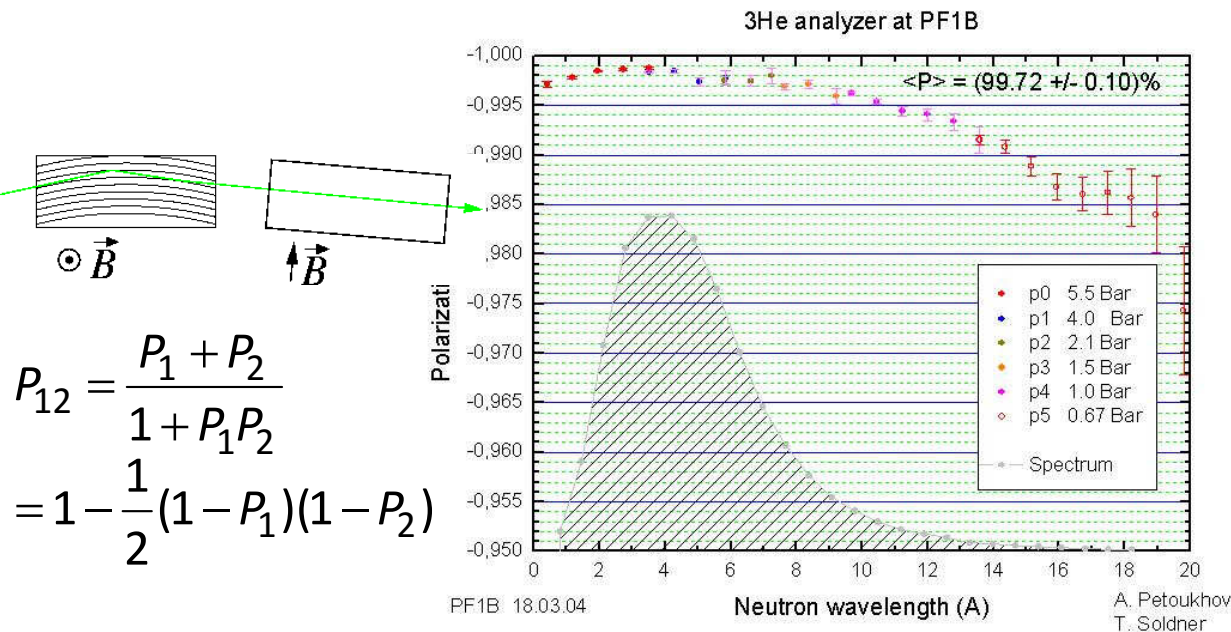 3He analyzer at PF1B
<P> = (99.72 +/- 0.10)%
-1,000
-0,995
-0,990
,985
,980
-0,975
-0,970
-0,965
-0,960
-0,955
-0,950
Polarizati
⊙ B⃗
B⃗
P₁₂ = (P₁ + P₂) / (1 + P₁P₂)
= 1 − ½(1 − P₁)(1 − P₂)
p0 5.5 Bar
p1 4.0 Bar
p2 2.1 Bar
p3 1.5 Bar
p4 1.0 Bar
p5 0.67 Bar
Spectrum
0 2 4 6 8 10 12 14 16 18 20
PF1B 18.03.04
Neutron wavelength (A)
A. Petoukhov
T. Soldner